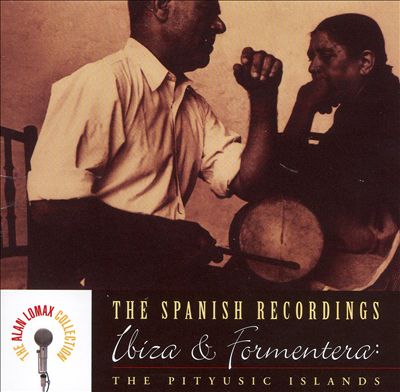 THE ALAN LOMAX COLLECTION
THE SPANISH RECORDINGS
Ibiza & Formentera:
THE PITYUSIC ISLANDS